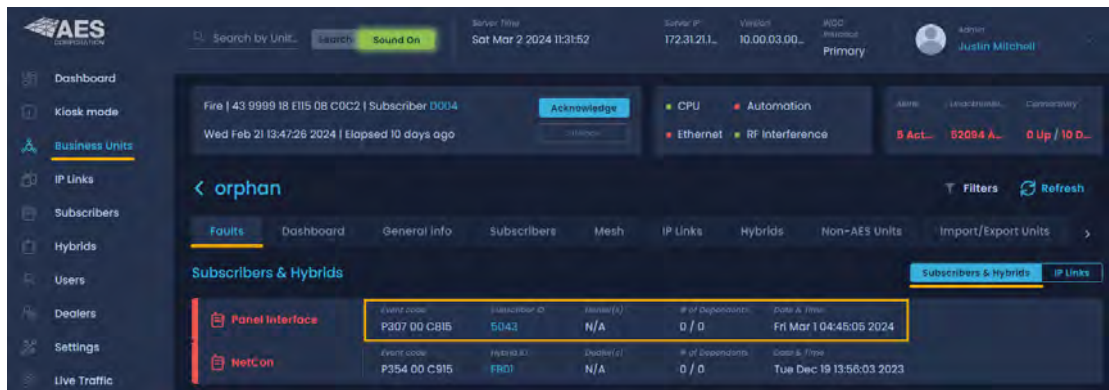 AES
CORPORATION
Search by Unit...
Search
Sound On
Server Time
Sat Mar 2 2024 11:31:52
Server IP
172.31.21.1...
Version
10.00.03.00...
Primary
Admin
Justin Mitchell
Dashboard
Kiosk mode
Business Units
IP Links
Subscribers
Hybrids
Users
Dealers
Settings
Live Traffic
Fire | 43 9999 18 E115 08 C0C2 | Subscriber D004
Wed Feb 21 13:47:26 2024 | Elapsed 10 days ago
Acknowledge
CPU
Automation
Ethernet
RF Interference
5 Act...
52094 A...
0 Up / 10 D...
< orphan
Filters
Refresh
Faults
Dashboard
General info
Subscribers
Mesh
IP Links
Hybrids
Non-AES Units
Import/Export Units
>
Subscribers & Hybrids
Subscribers & Hybrids
IP Links
Panel Interface
Event code
Subscriber ID
Dealer(s)
# of Dependants
Date & Time
P307 00 C815
5043
N/A
0 / 0
Fri Mar 1 04:45:05 2024
NetCon
Event code
Hybrid ID
Dealer(s)
# of Dependants
Date & Time
P354 00 C915
FB01
N/A
0 / 0
Tue Dec 19 13:56:03 2023